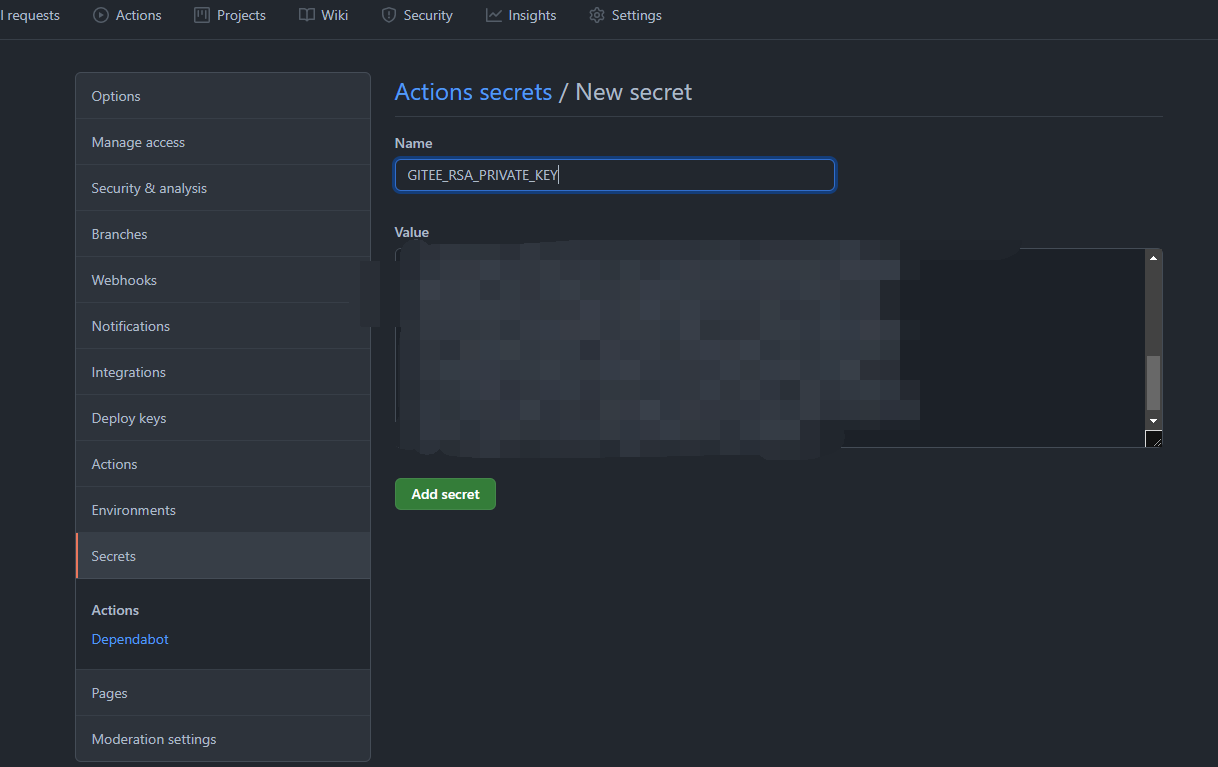 l requests Actions Projects Wiki Security Insights Settings
Options
Manage access
Security & analysis
Branches
Webhooks
Notifications
Integrations
Deploy keys
Actions
Environments
Secrets
Actions
Dependabot
Pages
Moderation settings
Actions secrets / New secret
Name
GITEE_RSA_PRIVATE_KEY
Value
Add secret